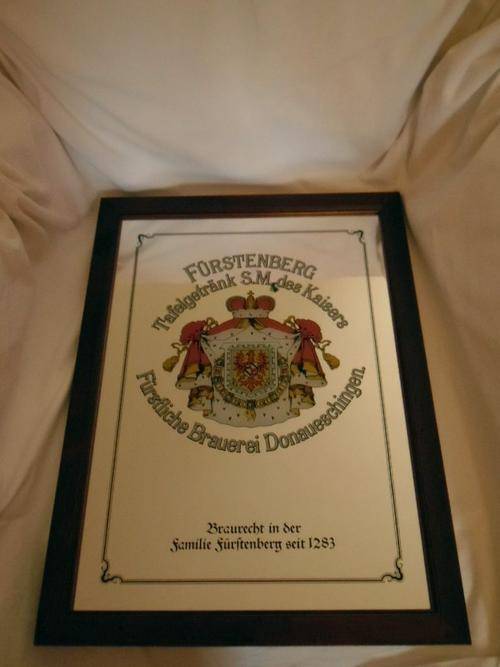 FÜRSTENBERG
Tafelgetränk S.M. des Kaisers
Fürstliche Brauerei Donaueschingen.
Braurecht in der
Familie Fürstenberg seit 1283